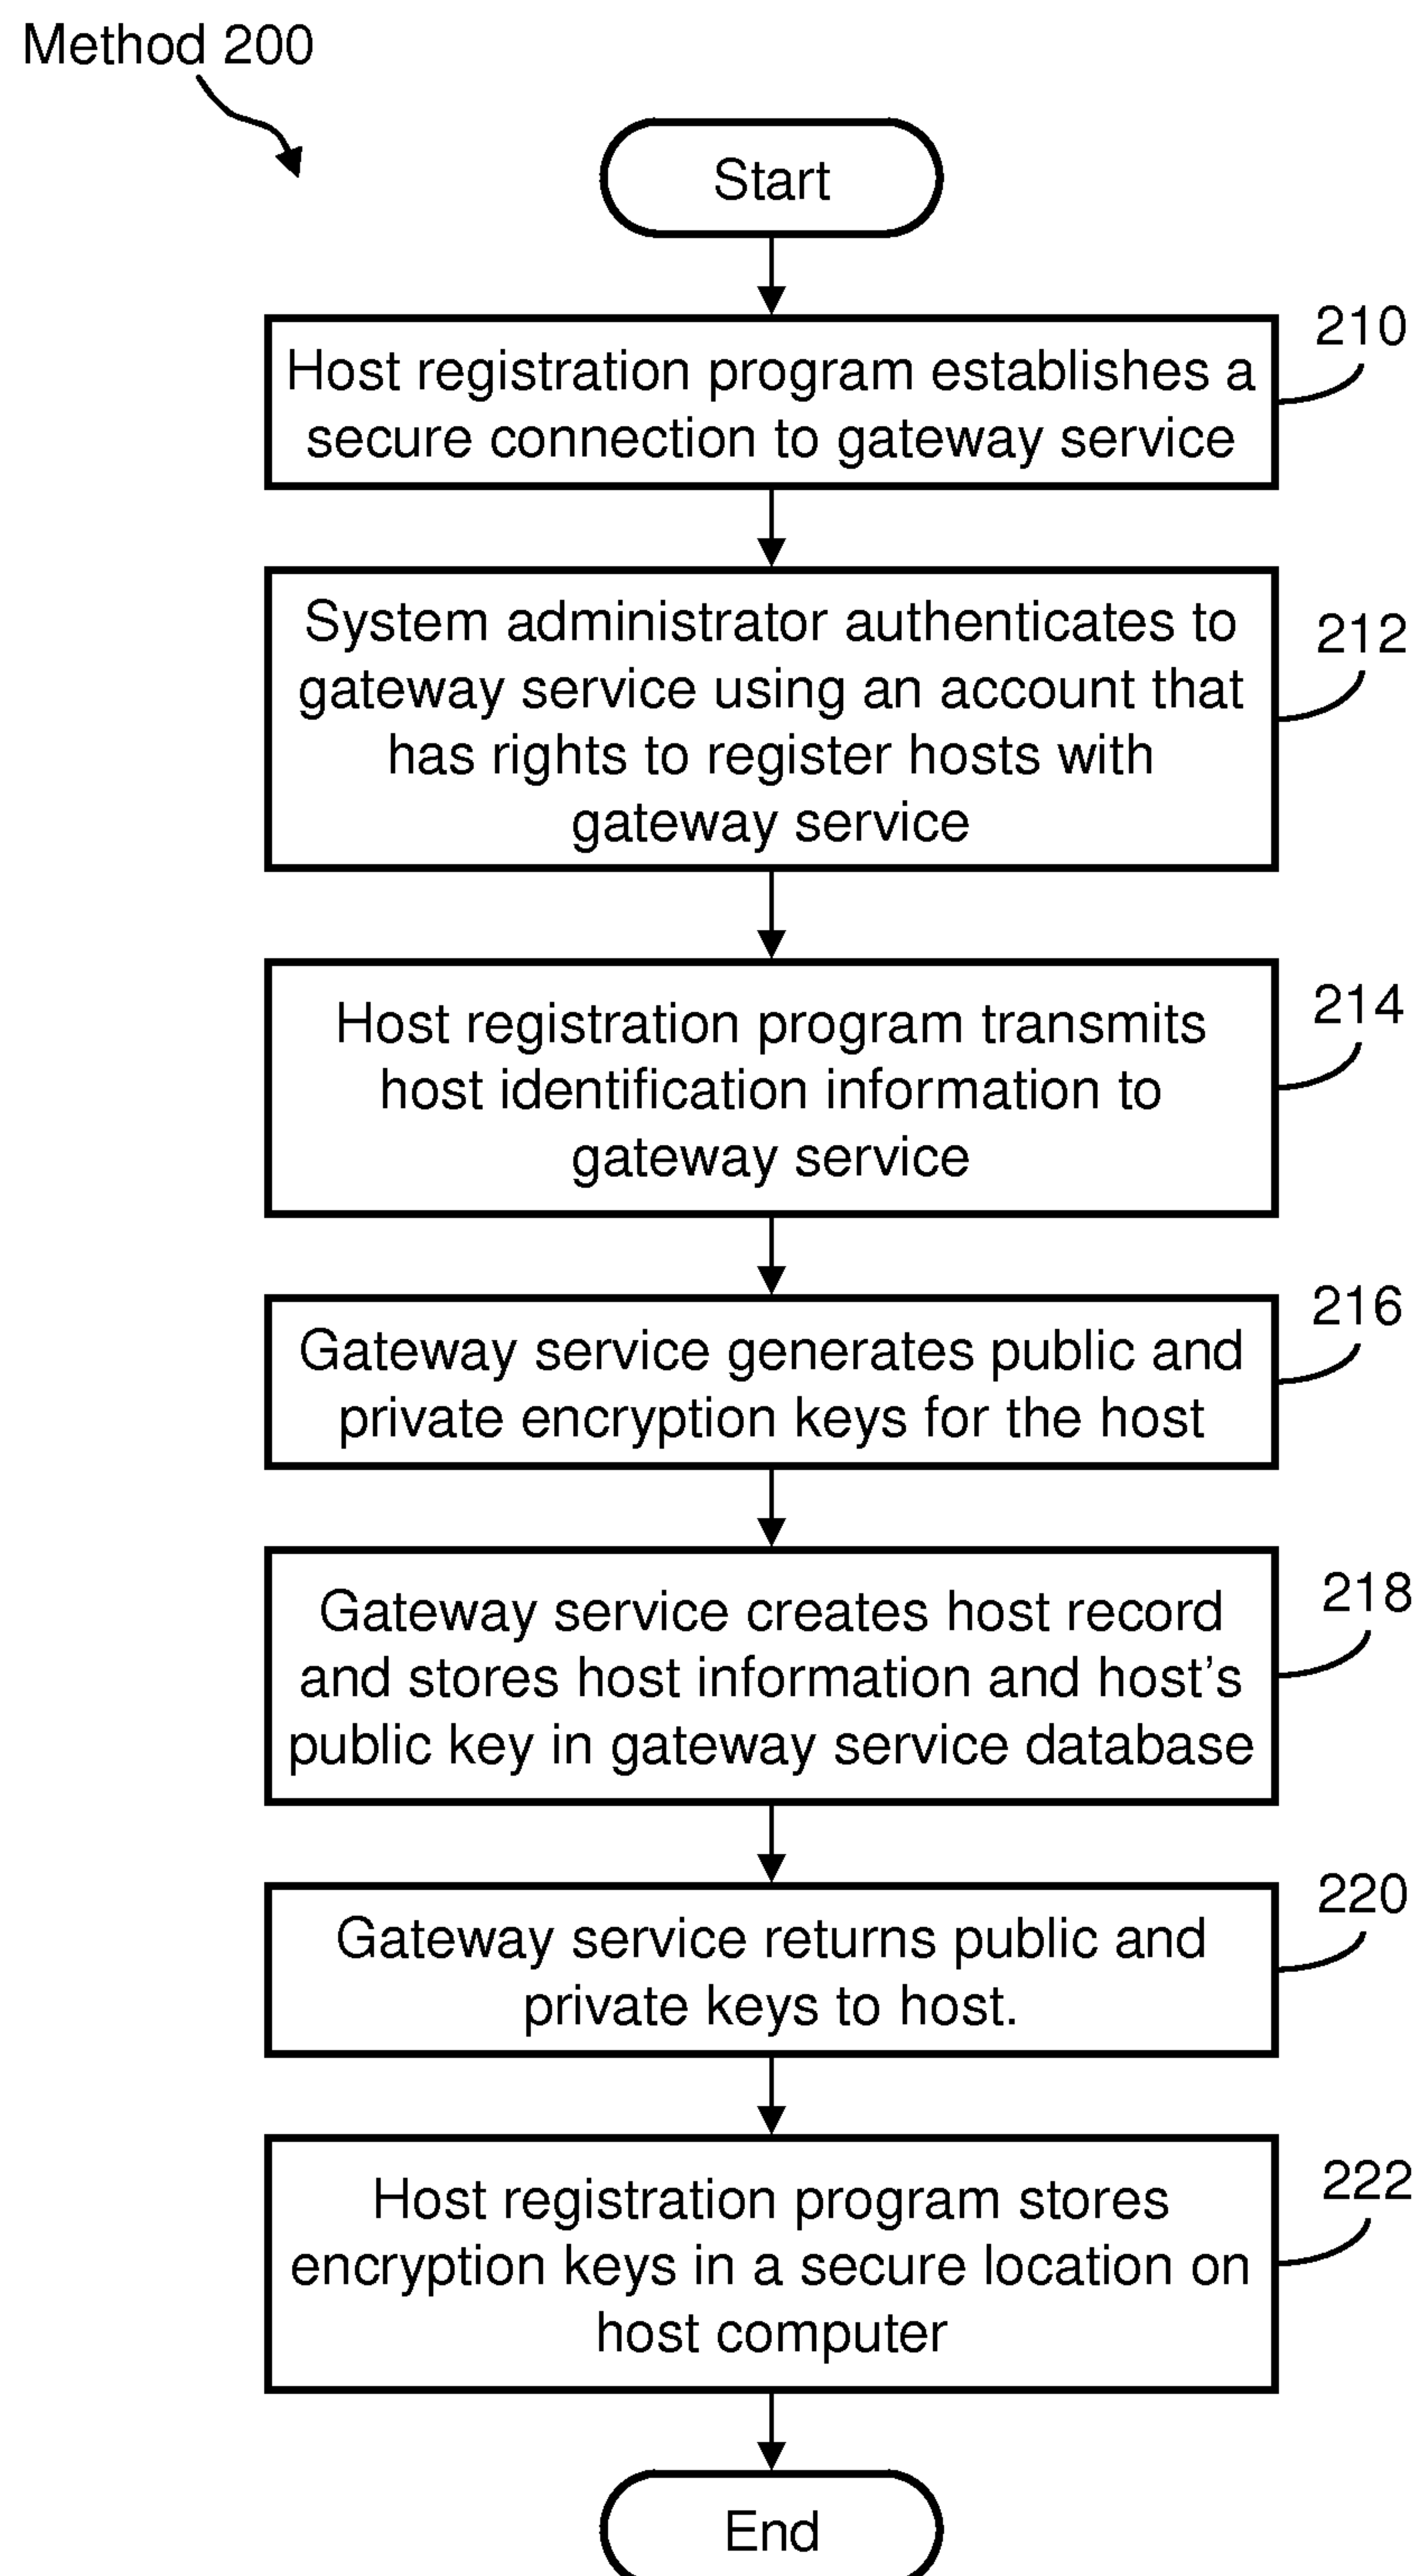 Method 200
Start
210
Host registration program establishes a
secure connection to gateway service
212
System administrator authenticates to
gateway service using an account that
has rights to register hosts with
gateway service
214
Host registration program transmits
host identification information to
gateway service
216
Gateway service generates public and
private encryption keys for the host
218
Gateway service creates host record
and stores host information and host’s
public key in gateway service database
220
Gateway service returns public and
private keys to host.
222
Host registration program stores
encryption keys in a secure location on
host computer
End